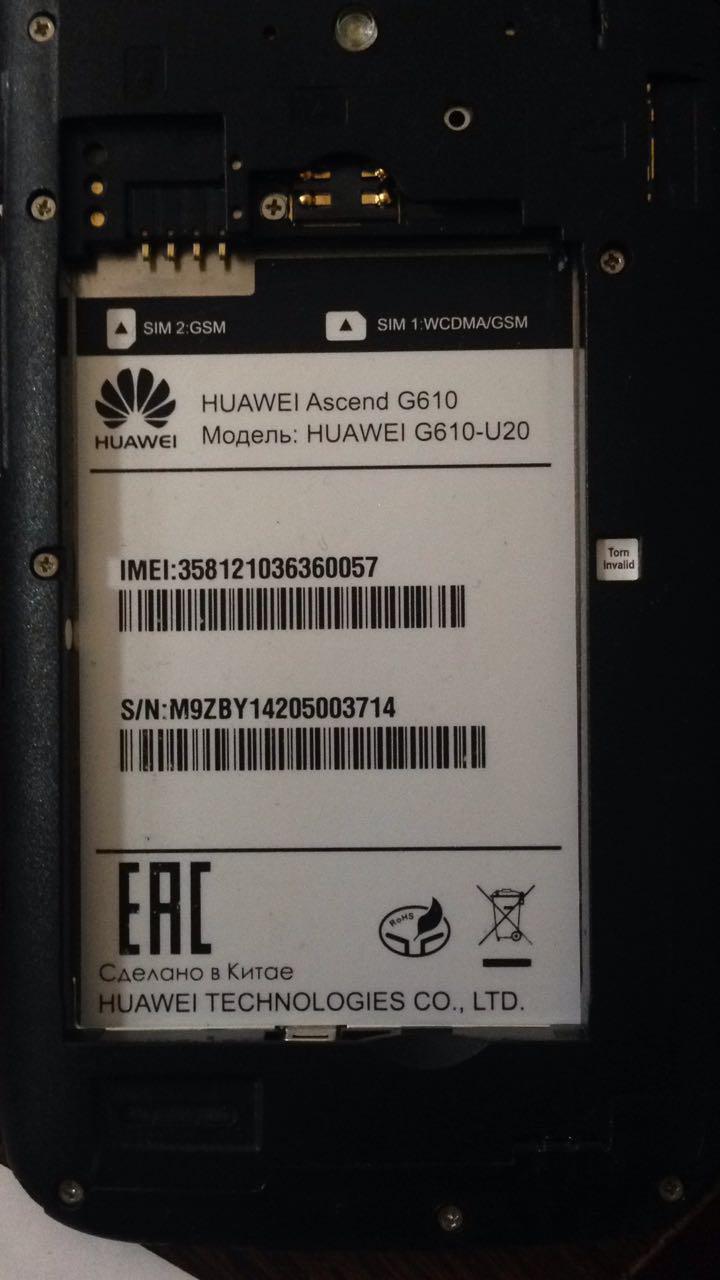 SIM 2:GSM
SIM 1:WCDMA/GSM
HUAWEI
HUAWEI Ascend G610
Модель: HUAWEI G610-U20
IMEI:358121036360057
Torn
Invalid
S/N:M9ZBY14205003714
EAC
RoHS
Сделано в Китае
HUAWEI TECHNOLOGIES CO., LTD.